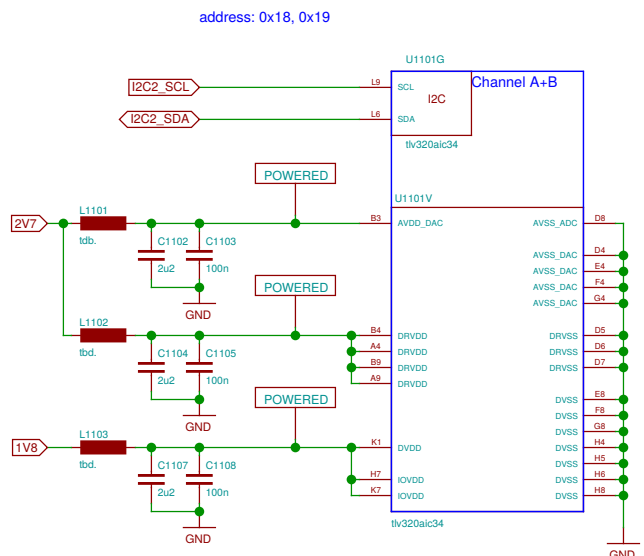 address: 0x18, 0x19
U1101G
I2C2_SCL L9 SCL I2C Channel A+B
I2C2_SDA L6 SDA
tlv320aic34
POWERED
U1101V
L1101
2V7 B3 AVDD_DAC AVSS_ADC D8
tdb.
C1102 C1103
2u2 100n
AVSS_DAC D4
AVSS_DAC E4
AVSS_DAC F4
AVSS_DAC G4
GND
POWERED
L1102
B4 DRVDD DRVSS D5
tbd.
A4 DRVDD DRVSS D6
C1104 C1105
B9 DRVDD DRVSS D7
2u2 100n
A9 DRVDD
POWERED
DVSS E8
DVSS F8
GND
DVSS G8
L1103
1V8 K1 DVDD DVSS H4
tbd.
C1107 C1108
DVSS H5
2u2 100n
H7 IOVDD DVSS H6
K7 IOVDD DVSS H8
tlv320aic34
GND
GND